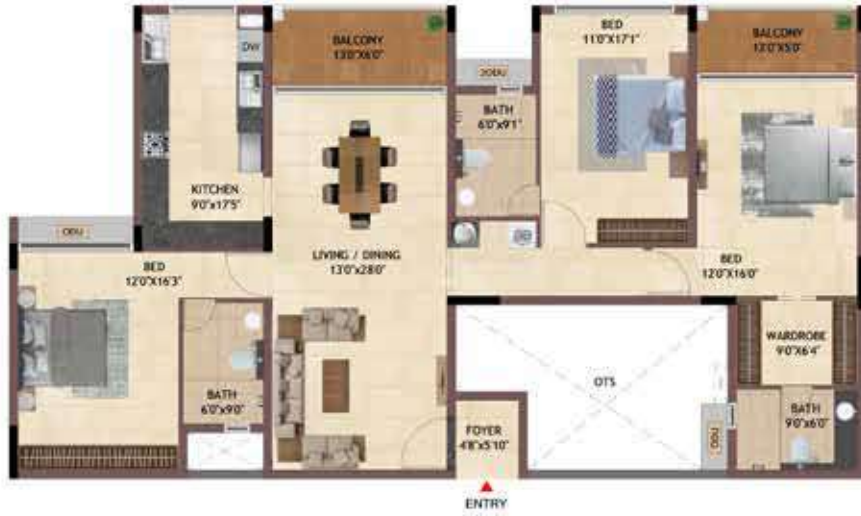 BALCONY
13'0"X6'0"
BED
11'0"X17'1"
BALCONY
12'0"X5'0"
DW
2ODU
BATH
6'0"x9'1"
KITCHEN
9'0"x17'5"
ODU
BED
12'0"X16'3"
LIVING / DINING
13'0"x28'0"
BED
12'0"X16'0"
WARDROBE
9'0"X6'4"
OTS
BATH
6'0"x9'0"
FOYER
4'8"x5'10"
ODU
BATH
9'0"x6'0"
ENTRY